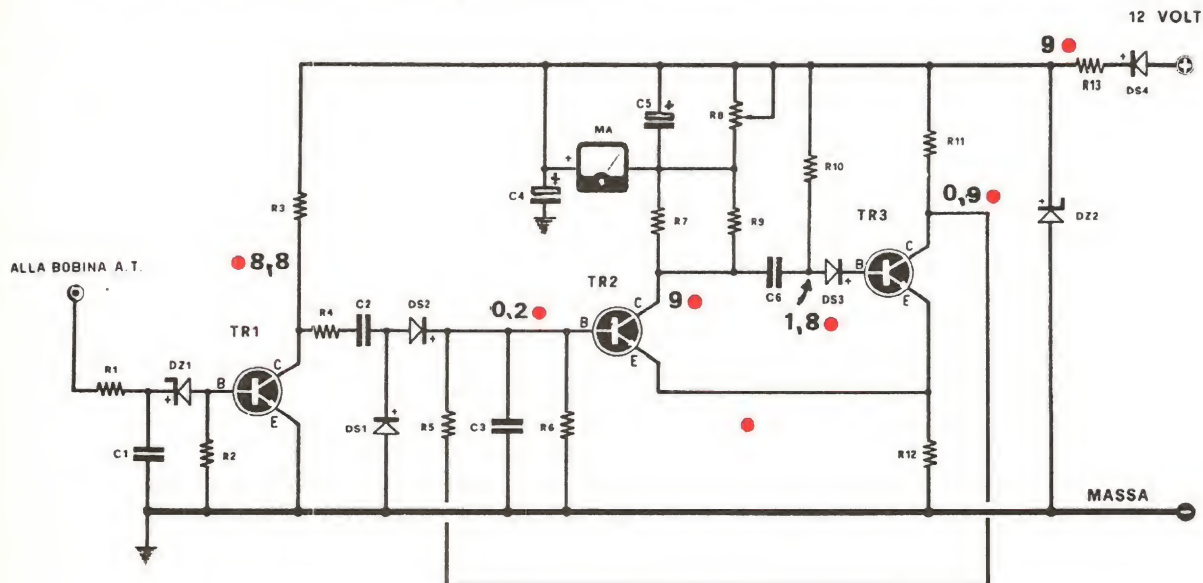 12 VOLT
9
R13
DS4
C5
R8
MA
R11
R10
C4
R3
0,9
TR3
DZ2
R7
R9
8,8
ALLA BOBINA A.T.
TR2
C
B
E
C6
DS3
1,8
9
C
B
E
0,2
C2
DS2
R4
TR1
C
B
E
R1
DZ1
C1
R2
DS1
R5
C3
R6
R12
MASSA